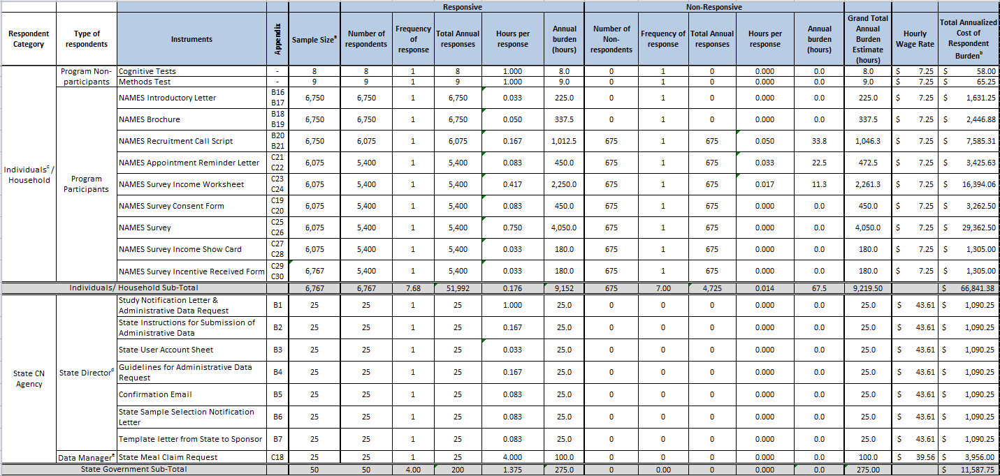 Responsive Non-Responsive
Respondent Category Type of respondents Instruments Appendix Sample Sizeᵃ Number of respondents Frequency of response Total Annual responses Hours per response Annual burden (hours) Number of Non-respondents Frequency of response Total Annual responses Hours per response Annual burden (hours) Grand Total Annual Burden Estimate (hours) Hourly Wage Rate Total Annualized Cost of Respondent Burdenᵇ
Individualsᶜ/ Household
Program Non-participants
Cognitive Tests - 8 8 1 8 1.000 8.0 0 1 0 0.000 0.0 8.0 $ 7.25 $ 58.00
Methods Test - 9 9 1 9 1.000 9.0 0 1 0 0.000 0.0 9.0 $ 7.25 $ 65.25
Program Participants
NAMES Introductory Letter B16 B17 6,750 6,750 1 6,750 0.033 225.0 0 1 0 0.000 0.0 225.0 $ 7.25 $ 1,631.25
NAMES Brochure B18 B19 6,750 6,750 1 6,750 0.050 337.5 0 1 0 0.000 0.0 337.5 $ 7.25 $ 2,446.88
NAMES Recruitment Call Script B20 B21 6,750 6,075 1 6,075 0.167 1,012.5 675 1 675 0.050 33.8 1,046.3 $ 7.25 $ 7,585.31
NAMES Appointment Reminder Letter C21 C22 6,075 5,400 1 5,400 0.083 450.0 675 1 675 0.033 22.5 472.5 $ 7.25 $ 3,425.63
NAMES Survey Income Worksheet C23 C24 6,075 5,400 1 5,400 0.417 2,250.0 675 1 675 0.017 11.3 2,261.3 $ 7.25 $ 16,394.06
NAMES Survey Consent Form C19 C20 6,075 5,400 1 5,400 0.083 450.0 675 1 675 0.000 0.0 450.0 $ 7.25 $ 3,262.50
NAMES Survey C25 C26 6,075 5,400 1 5,400 0.750 4,050.0 675 1 675 0.000 0.0 4,050.0 $ 7.25 $ 29,362.50
NAMES Survey Income Show Card C27 C28 6,075 5,400 1 5,400 0.033 180.0 675 1 675 0.000 0.0 180.0 $ 7.25 $ 1,305.00
NAMES Survey Incentive Received Form C29 C30 6,767 5,400 1 5,400 0.033 180.0 675 1 675 0.000 0.0 180.0 $ 7.25 $ 1,305.00
Individuals/ Household Sub-Total 6,767 6,767 7.68 51,992 0.176 9,152 675 7.00 4,725 0.014 67.5 9,219.50 $ 66,841.38
State CN Agency
State Directorᵈ
Study Notification Letter & Administrative Data Request B1 25 25 1 25 1.000 25.0 0 0 0 0.000 0.0 25.0 $ 43.61 $ 1,090.25
State Instructions for Submission of Administrative Data B2 25 25 1 25 0.167 25.0 0 0 0 0.000 0.0 25.0 $ 43.61 $ 1,090.25
State User Account Sheet B3 25 25 1 25 0.033 25.0 0 0 0 0.000 0.0 25.0 $ 43.61 $ 1,090.25
Guidelines for Administrative Data Request B4 25 25 1 25 0.167 25.0 0 0 0 0.000 0.0 25.0 $ 43.61 $ 1,090.25
Confirmation Email B5 25 25 1 25 0.083 25.0 0 0 0 0.000 0.0 25.0 $ 43.61 $ 1,090.25
State Sample Selection Notification Letter B6 25 25 1 25 0.083 25.0 0 0 0 0.000 0.0 25.0 $ 43.61 $ 1,090.25
Template letter from State to Sponsor B7 25 25 1 25 0.083 25.0 0 0 0 0.000 0.0 25.0 $ 43.61 $ 1,090.25
Data Managerᵉ State Meal Claim Request C18 25 25 1 25 4.000 100.0 0 0 0 0.000 0.0 100.0 $ 39.56 $ 3,956.00
State Government Sub-Total 50 50 4.00 200 1.375 275.0 0 0.00 0 0.000 0.0 275.00 $ 11,587.75